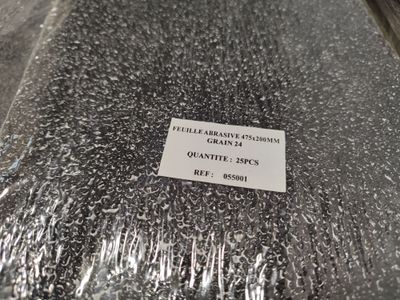 FEUILLE ABRASIVE 475x200MM
GRAIN 24
QUANTITE : 25PCS
REF : 055001